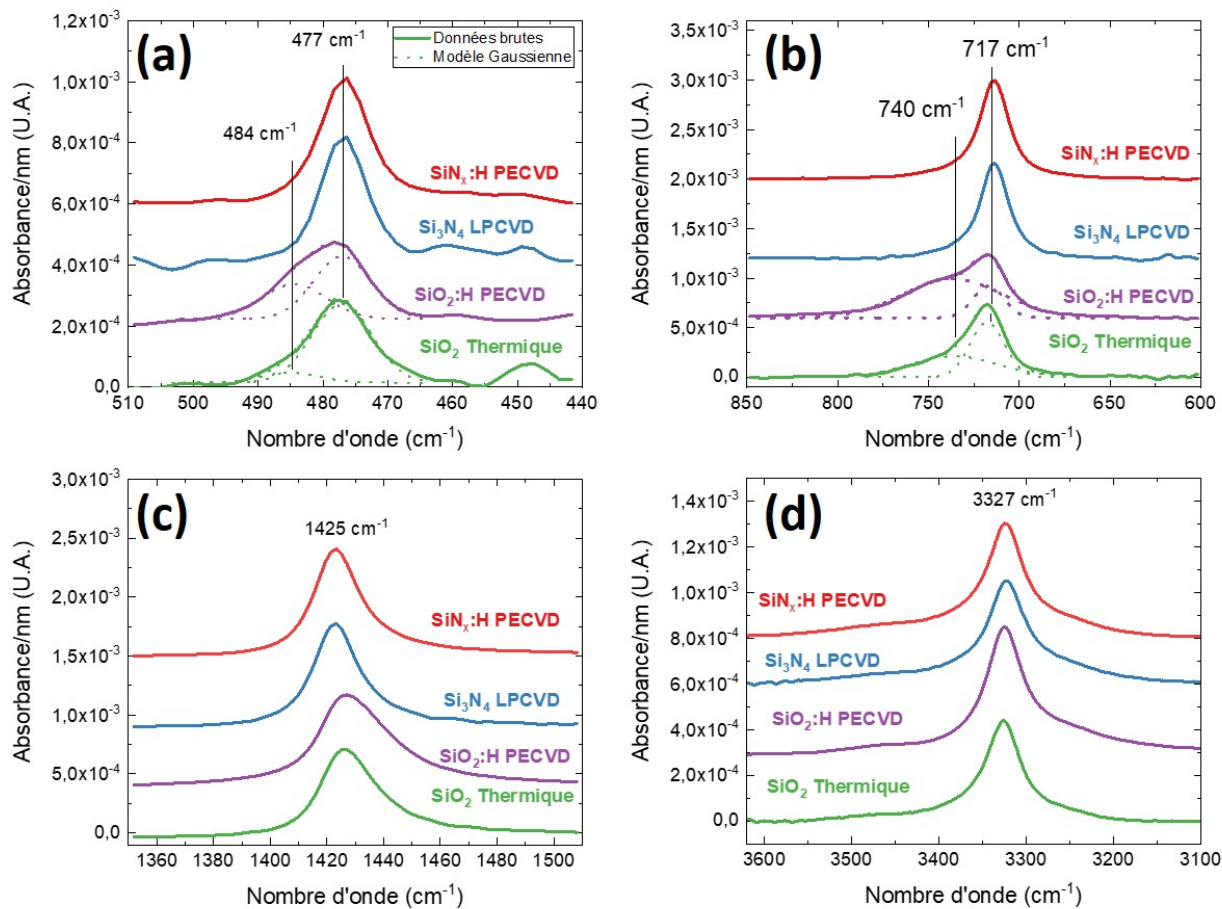 (a)
477 cm⁻¹
484 cm⁻¹
Données brutes
Modèle Gaussienne
SiNₓ:H PECVD
Si₃N₄ LPCVD
SiO₂:H PECVD
SiO₂ Thermique
1,2x10⁻³
1,0x10⁻³
8,0x10⁻⁴
6,0x10⁻⁴
4,0x10⁻⁴
2,0x10⁻⁴
0,0
510 500 490 480 470 460 450 440
Nombre d'onde (cm⁻¹)
Absorbance/nm (U.A.)
(b)
717 cm⁻¹
740 cm⁻¹
SiNₓ:H PECVD
Si₃N₄ LPCVD
SiO₂:H PECVD
SiO₂ Thermique
3,5x10⁻³
3,0x10⁻³
2,5x10⁻³
2,0x10⁻³
1,5x10⁻³
1,0x10⁻³
5,0x10⁻⁴
0,0
850 800 750 700 650 600
Nombre d'onde (cm⁻¹)
Absorbance/nm (U.A.)
(c)
1425 cm⁻¹
SiNₓ:H PECVD
Si₃N₄ LPCVD
SiO₂:H PECVD
SiO₂ Thermique
3,0x10⁻³
2,5x10⁻³
2,0x10⁻³
1,5x10⁻³
1,0x10⁻³
5,0x10⁻⁴
0,0
1360 1380 1400 1420 1440 1460 1480 1500
Nombre d'onde (cm⁻¹)
Absorbance/nm (U.A.)
(d)
3327 cm⁻¹
SiNₓ:H PECVD
Si₃N₄ LPCVD
SiO₂:H PECVD
SiO₂ Thermique
1,4x10⁻³
1,2x10⁻³
1,0x10⁻³
8,0x10⁻⁴
6,0x10⁻⁴
4,0x10⁻⁴
2,0x10⁻⁴
0,0
3600 3500 3400 3300 3200 3100
Nombre d'onde (cm⁻¹)
Absorbance/nm (U.A.)